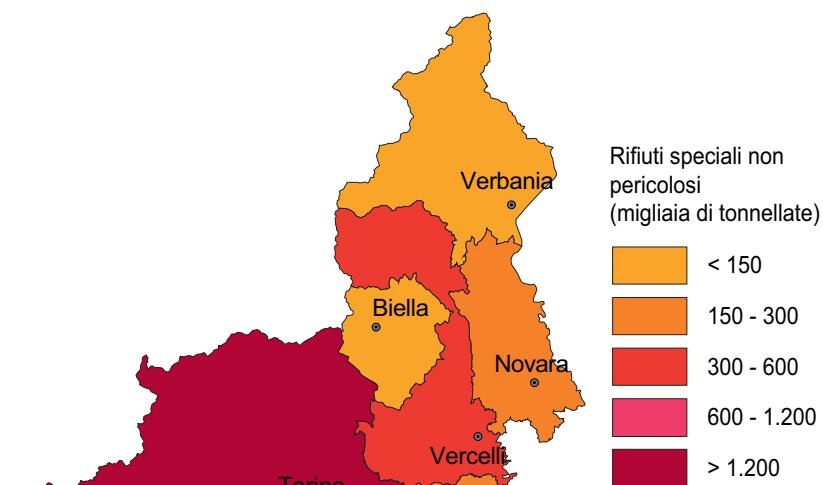 Verbania
Biella
Novara
Vercelli
Torino
Rifiuti speciali non
pericolosi
(migliaia di tonnellate)
< 150
150 - 300
300 - 600
600 - 1.200
> 1.200